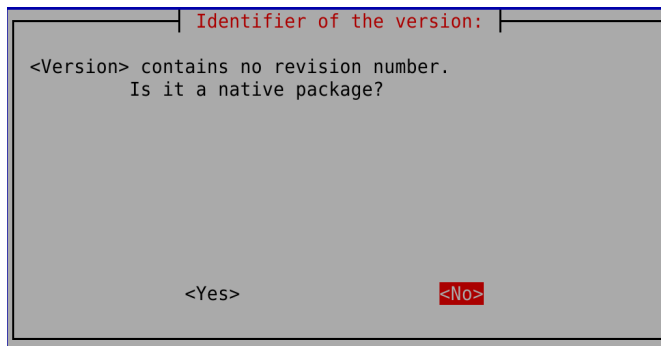 Identifier of the version:
<Version> contains no revision number.
Is it a native package?
<Yes> <No>